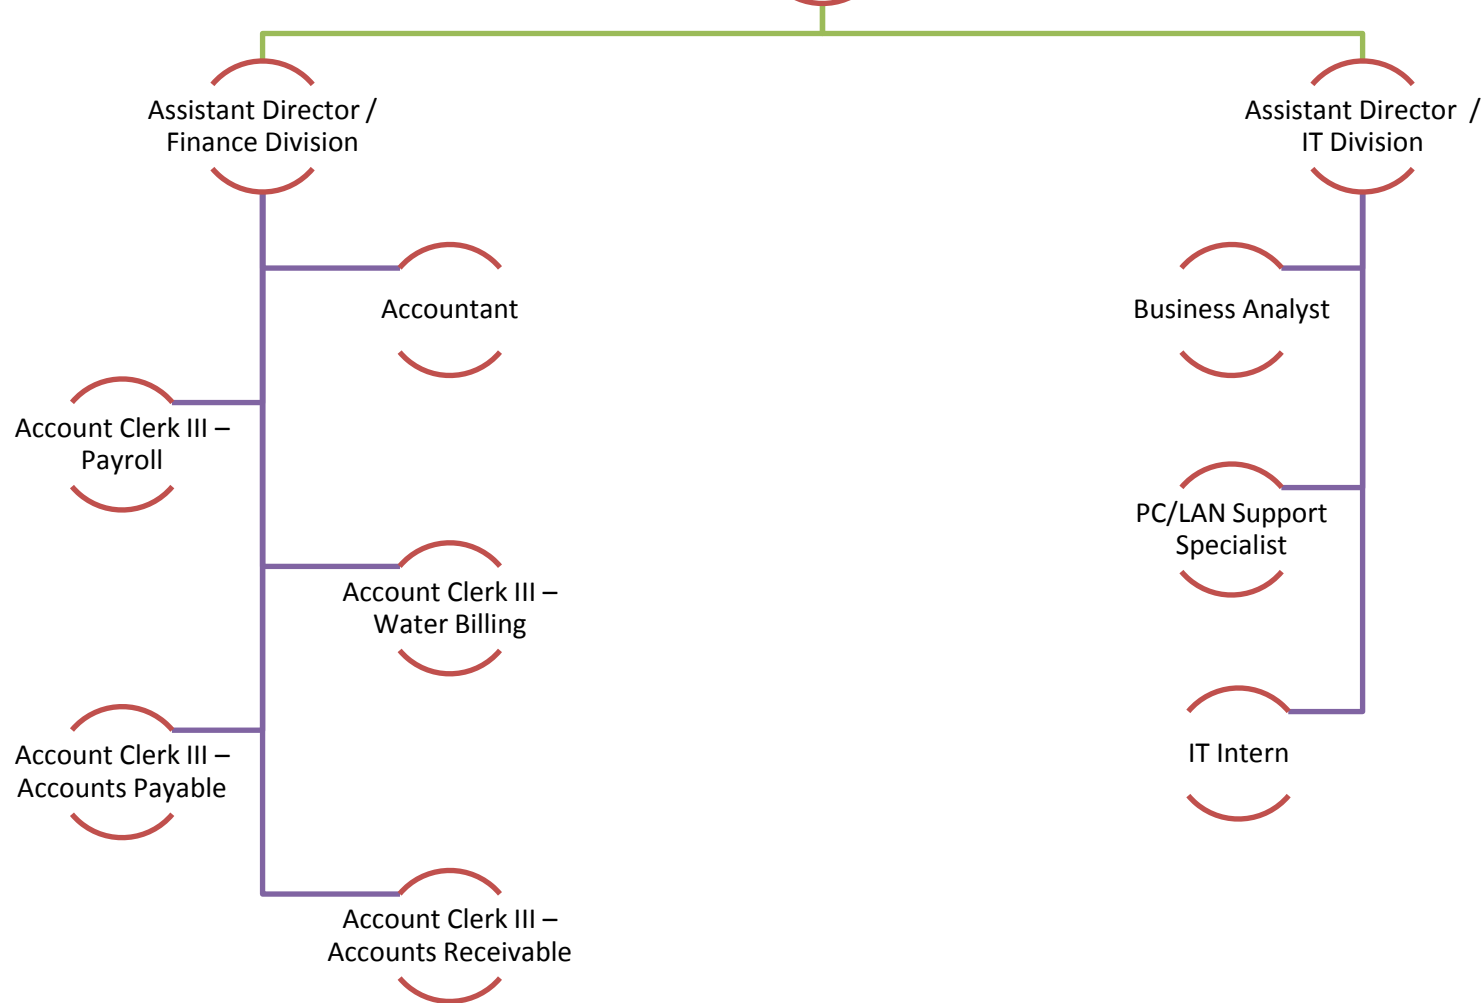 Assistant Director /
Finance Division
Assistant Director  /
IT Division
Accountant
Business Analyst
Account Clerk III –
Payroll
PC/LAN Support
Specialist
Account Clerk III –
Water Billing
Account Clerk III –
Accounts Payable
IT Intern
Account Clerk III –
Accounts Receivable